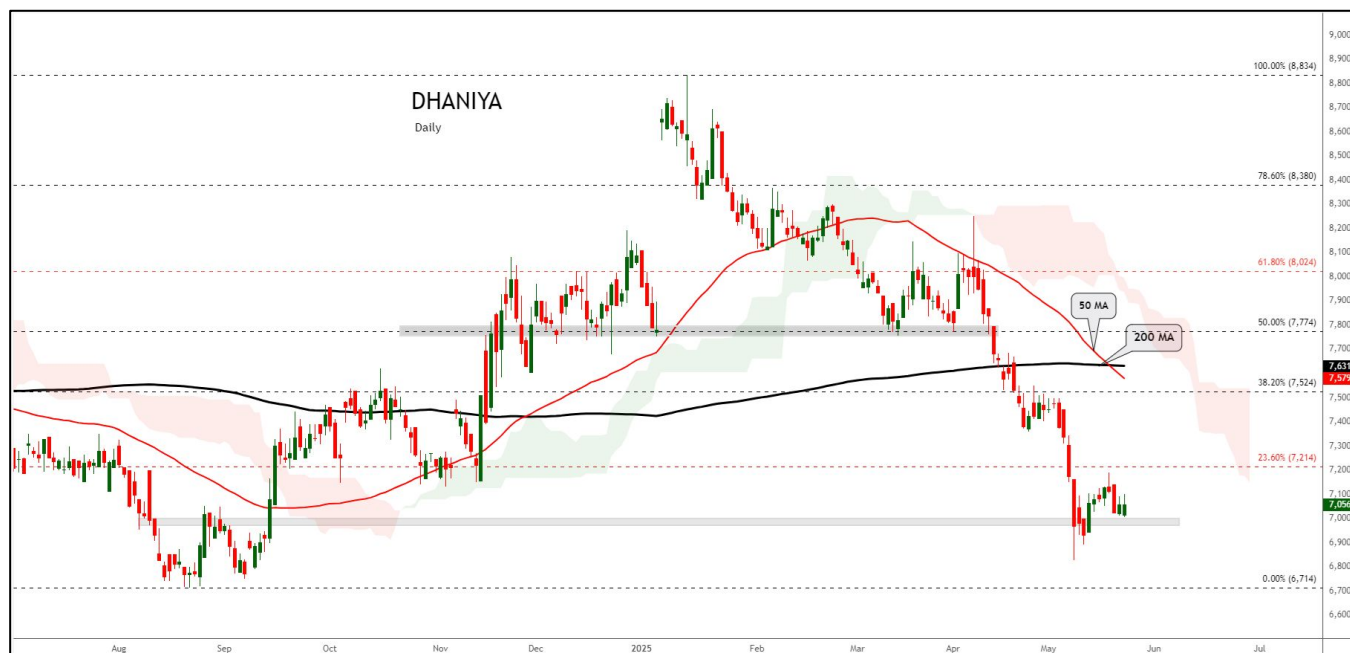 DHANIYA
Daily
100.00% (8,834)
78.60% (8,380)
61.80% (8,024)
50.00% (7,774)
38.20% (7,524)
23.60% (7,214)
0.00% (6,714)
50 MA
200 MA
9,000
8,900
8,800
8,700
8,600
8,500
8,400
8,300
8,200
8,100
8,000
7,900
7,800
7,700
7,631
7,579
7,500
7,400
7,300
7,200
7,100
7,056
7,000
6,900
6,800
6,700
6,600
Aug
Sep
Oct
Nov
Dec
2025
Feb
Mar
Apr
May
Jun
Jul